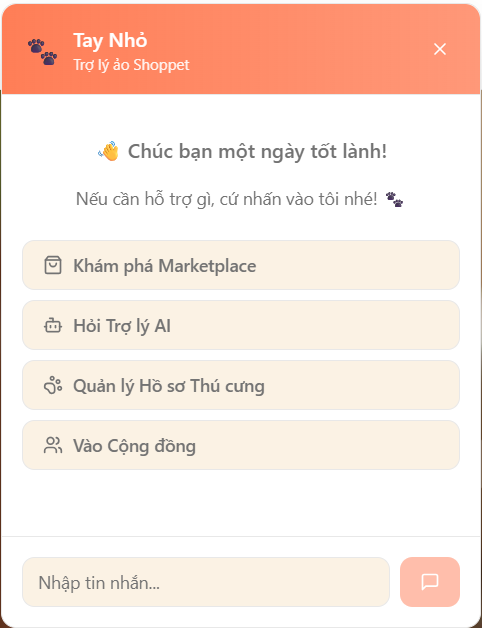 Tay Nhỏ
Trợ lý ảo Shoppet
Chúc bạn một ngày tốt lành!
Nếu cần hỗ trợ gì, cứ nhấn vào tôi nhé!
Khám phá Marketplace
Hỏi Trợ lý AI
Quản lý Hồ sơ Thú cưng
Vào Cộng đồng
Nhập tin nhắn...